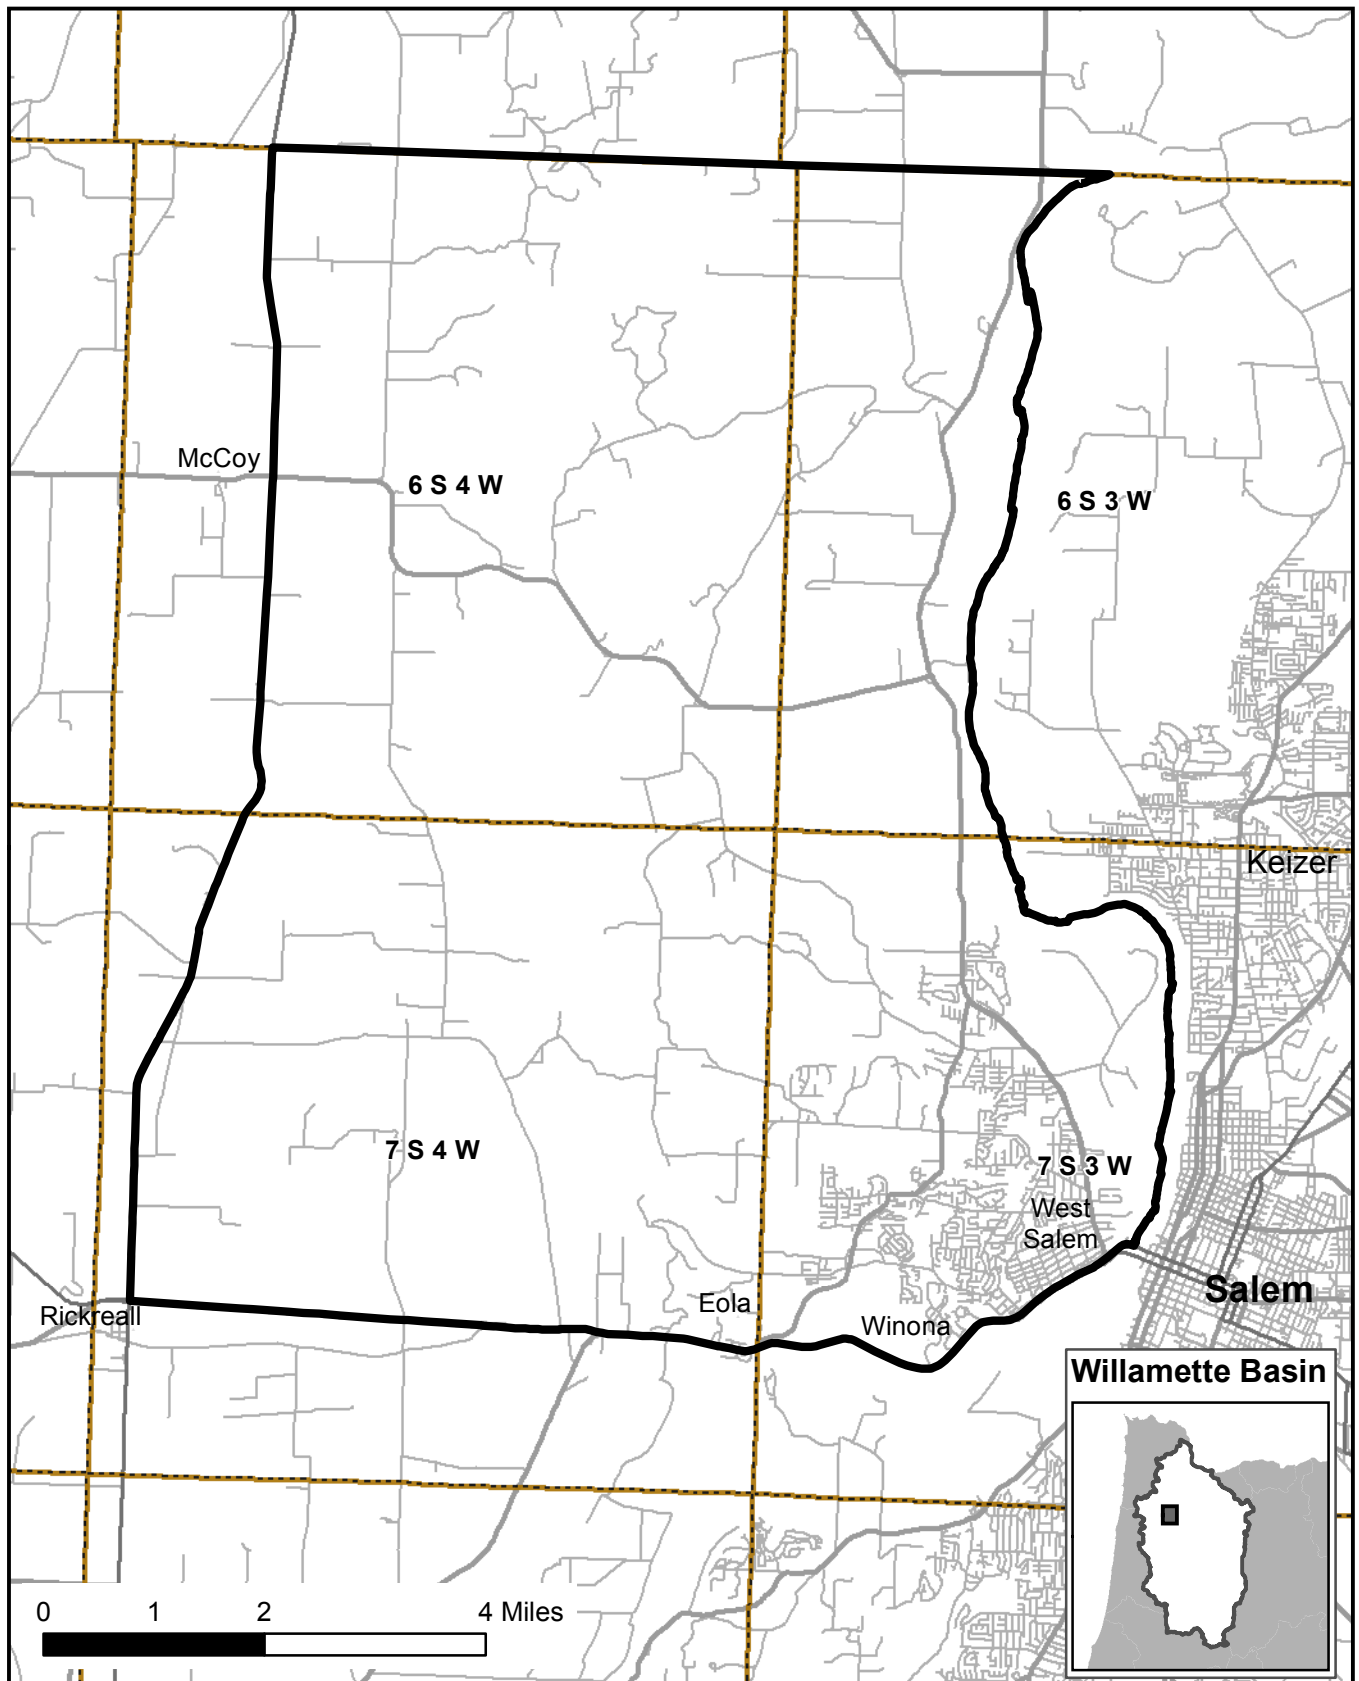 McCoy
6 S 4 W
6 S 3 W
Keizer
7 S 4 W
7 S 3 W
West
Salem
Salem
Eola
Rickreall
Winona
Willamette Basin
0 1 2 4 Miles